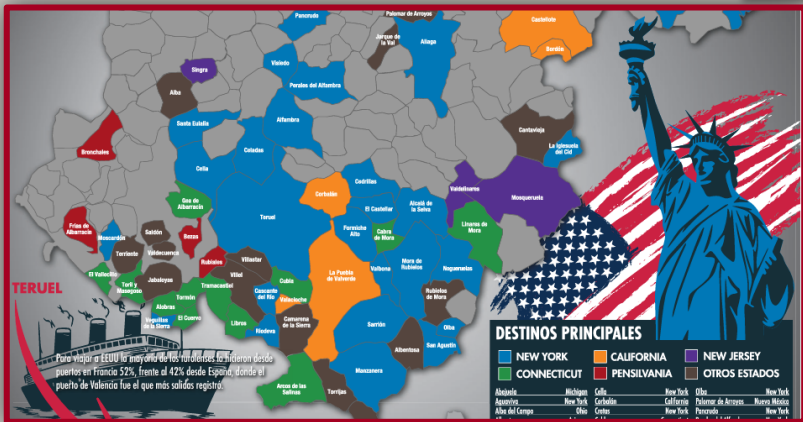 Pancrudo
Palomar de Arroyos
Castellote
Jarque de
la Val
Aliaga
Bordón
Visiedo
Singra
Alba
Perales del Alfambra
Santa Eulalia
Alfambra
Cantavieja
La Iglesuela
del Cid
Bronchales
Celadas
Cella
Gea de
Albarracín
Corbalán
Cedrillas
Valdelinares
Mosqueruela
El Castellar
Alcalá de
la Selva
Teruel
Frías de
Albarracín
Moscardón
Saldón
Bezas
Formiche
Alto
Cabra
de Mora
Linares de
Mora
Terriente
Valdecuenca
Rubiales
Villastar
El Vallecillo
Toril y
Masegoso
Jabaloyas
Tramacastiel
Villel
Cubla
La Puebla
de Valverde
Valbona
Mora de
Rubielos
Nogueruelas
Cascante
del Río
Valacloche
TERUEL
Tormón
Alobras
Veguillas
de la Sierra
El Cuervo
Libros
Riodeva
Camarena
de la Sierra
Sarrión
Rubielos
de Mora
Olba
San Agustín
Albentosa
Manzanera
Arcos de las
Salinas
Torrijas
Para viajar a EEUU la mayoría de los turolenses lo hicieron desde
puertos en Francia 52%, frente al 42% desde España, donde el
puerto de Valencia fue el que más salidas registró.
DESTINOS PRINCIPALES
NEW YORK
CALIFORNIA
NEW JERSEY
CONNECTICUT
PENSILVANIA
OTROS ESTADOS
Abejuela Michigan Cella New York Olba New York
Aguaviva New York Corbalán California Palomar de Arroyos Nuevo México
Alba del Campo Ohio Cretas New York Pancrudo New York